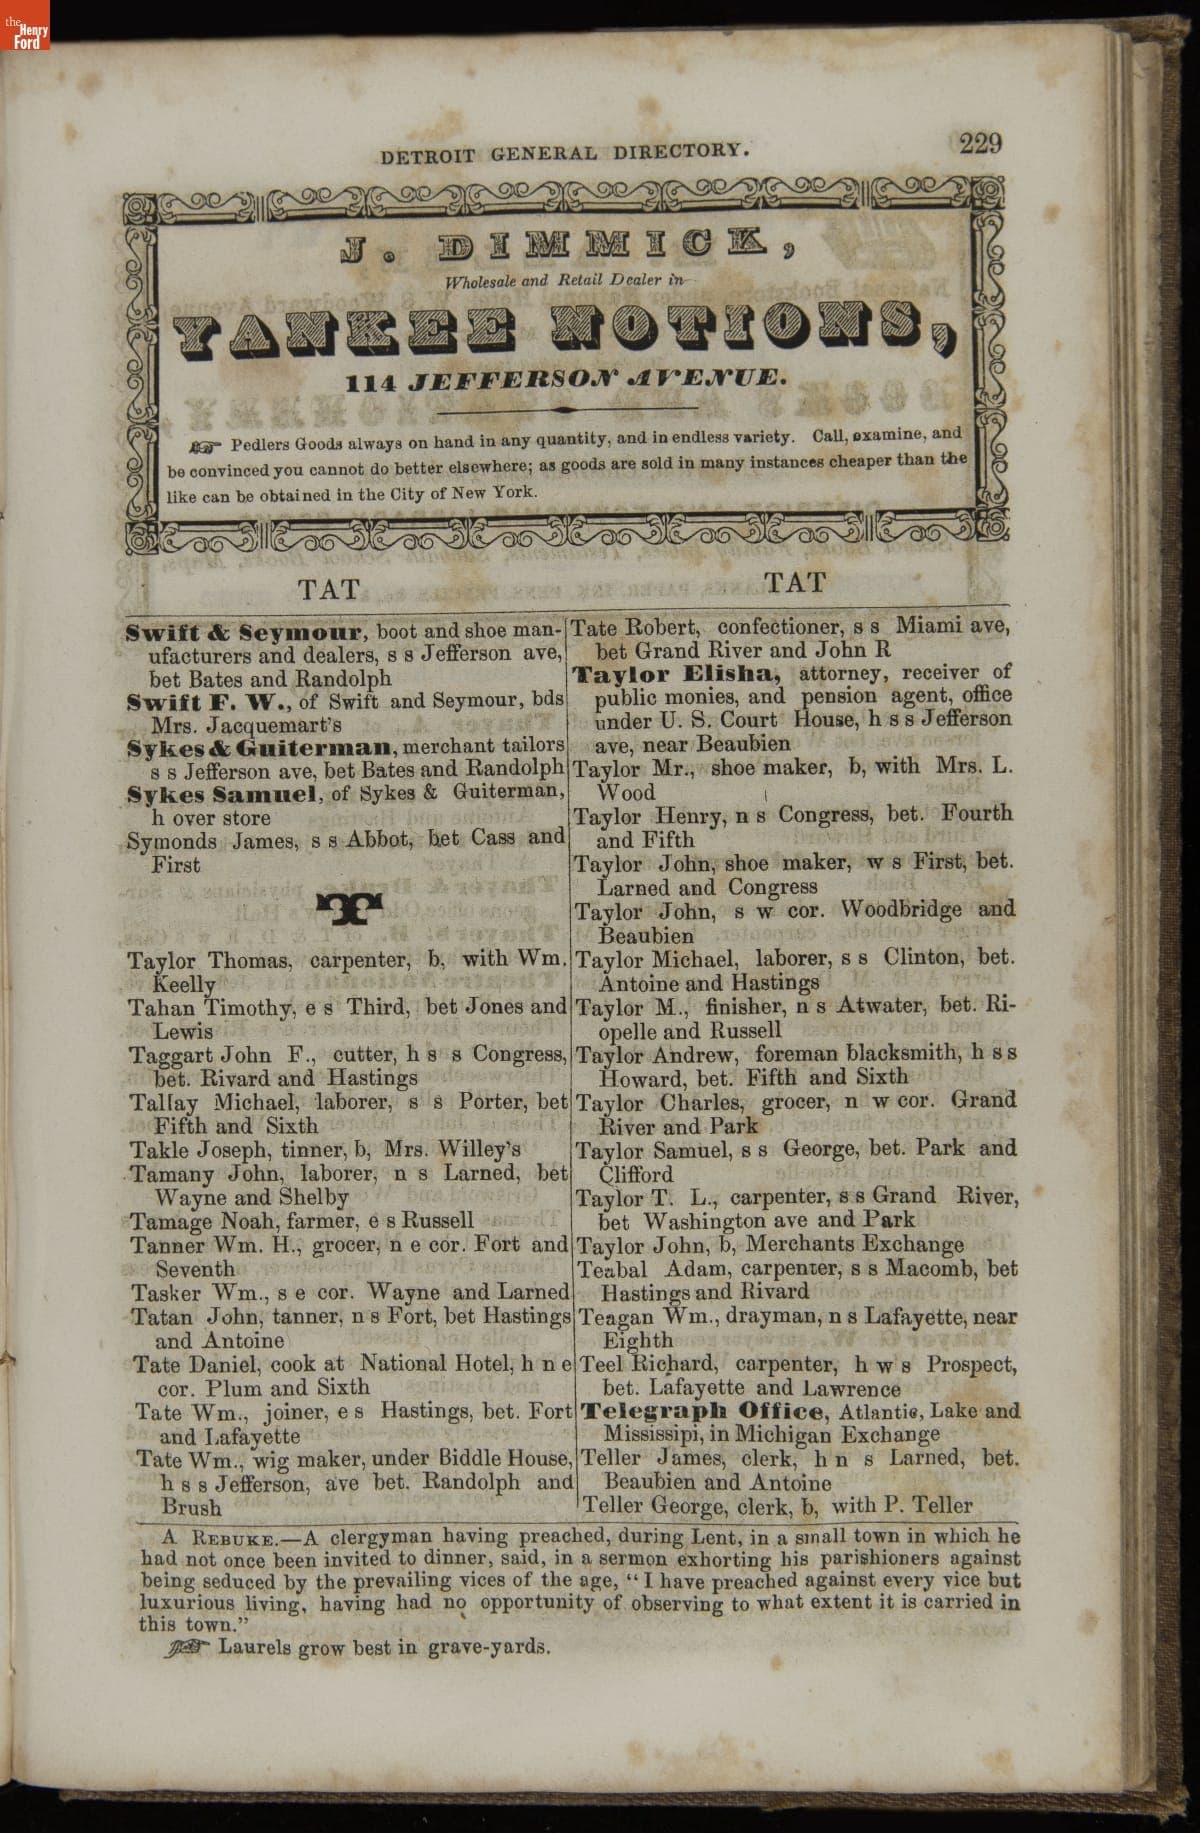 the
Henry
Ford
DETROIT GENERAL DIRECTORY.
229
J. DIMMICK,
Wholesale and Retail Dealer in
YANKEE NOTIONS,
114 JEFFERSON AVENUE.
☞ Pedlers Goods always on hand in any quantity, and in endless variety. Call, examine, and
be convinced you cannot do better elsewhere; as goods are sold in many instances cheaper than the
like can be obtained in the City of New York.
TAT
Swift & Seymour, boot and shoe man-
ufacturers and dealers, s s Jefferson ave,
bet Bates and Randolph
Swift F. W., of Swift and Seymour, bds
Mrs. Jacquemart's
Sykes & Guiterman, merchant tailors
s s Jefferson ave, bet Bates and Randolph
Sykes Samuel, of Sykes & Guiterman,
h over store
Symonds James, s s Abbot, bet Cass and
First
T
Taylor Thomas, carpenter, b, with Wm.
Keelly
Tahan Timothy, e s Third, bet Jones and
Lewis
Taggart John F., cutter, h s s Congress,
bet. Rivard and Hastings
Tallay Michael, laborer, s s Porter, bet
Fifth and Sixth
Takle Joseph, tinner, b, Mrs. Willey's
Tamany John, laborer, n s Larned, bet
Wayne and Shelby
Tamage Noah, farmer, e s Russell
Tanner Wm. H., grocer, n e cor. Fort and
Seventh
Tasker Wm., s e cor. Wayne and Larned
Tatan John, tanner, n s Fort, bet Hastings
and Antoine
Tate Daniel, cook at National Hotel, h n e
cor. Plum and Sixth
Tate Wm., joiner, e s Hastings, bet. Fort
and Lafayette
Tate Wm., wig maker, under Biddle House,
h s s Jefferson, ave bet. Randolph and
Brush
TAT
Tate Robert, confectioner, s s Miami ave,
bet Grand River and John R
Taylor Elisha, attorney, receiver of
public monies, and pension agent, office
under U. S. Court House, h s s Jefferson
ave, near Beaubien
Taylor Mr., shoe maker, b, with Mrs. L.
Wood
Taylor Henry, n s Congress, bet. Fourth
and Fifth
Taylor John, shoe maker, w s First, bet.
Larned and Congress
Taylor John, s w cor. Woodbridge and
Beaubien
Taylor Michael, laborer, s s Clinton, bet.
Antoine and Hastings
Taylor M., finisher, n s Atwater, bet. Ri-
opelle and Russell
Taylor Andrew, foreman blacksmith, h s s
Howard, bet. Fifth and Sixth
Taylor Charles, grocer, n w cor. Grand
River and Park
Taylor Samuel, s s George, bet. Park and
Clifford
Taylor T. L., carpenter, s s Grand River,
bet Washington ave and Park
Taylor John, b, Merchants Exchange
Teabal Adam, carpenter, s s Macomb, bet
Hastings and Rivard
Teagan Wm., drayman, n s Lafayette, near
Eighth
Teel Richard, carpenter, h w s Prospect,
bet. Lafayette and Lawrence
Telegraph Office, Atlantic, Lake and
Mississipi, in Michigan Exchange
Teller James, clerk, h n s Larned, bet.
Beaubien and Antoine
Teller George, clerk, b, with P. Teller
A REBUKE.—A clergyman having preached, during Lent, in a small town in which he
had not once been invited to dinner, said, in a sermon exhorting his parishioners against
being seduced by the prevailing vices of the age, "I have preached against every vice but
luxurious living, having had no opportunity of observing to what extent it is carried in
this town."
☞ Laurels grow best in grave-yards.